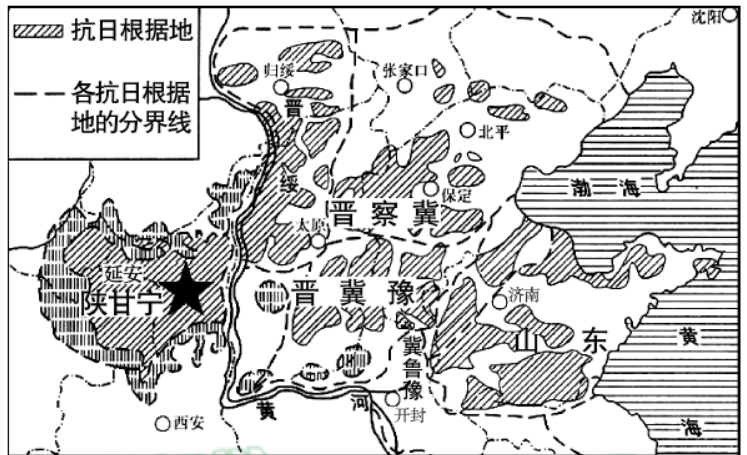 抗日根据地
各抗日根据
地的分界线
沈阳
归绥
张家口
晋
北平
绥
保定
渤海
太原
晋察冀
延安
陕甘宁
晋冀豫
济南
山东
黄
冀鲁豫
西安
黄
河
开封
海